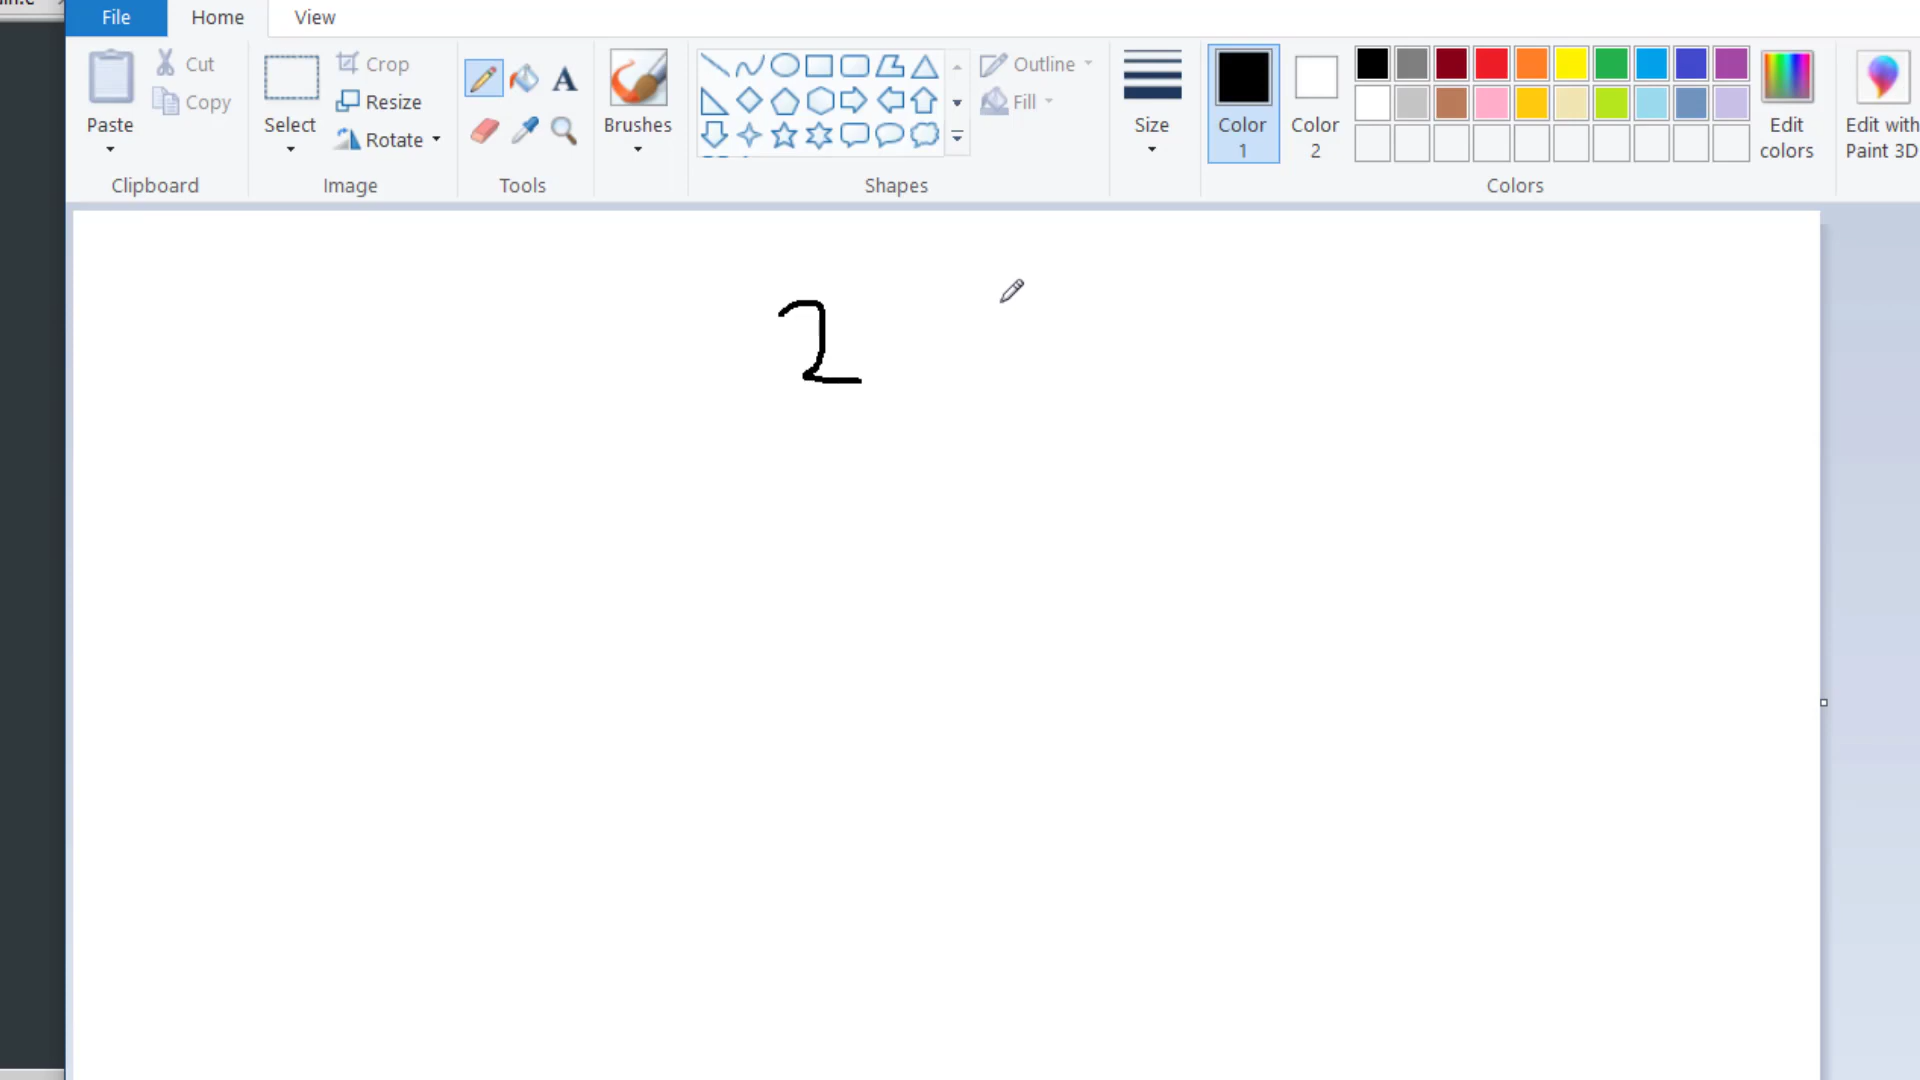 File Home View
Paste Cut Copy Select Crop Resize Rotate Brushes Outline Fill Size Color 1 Color 2 Edit colors Edit with Paint 3D
Clipboard Image Tools Shapes Colors
2